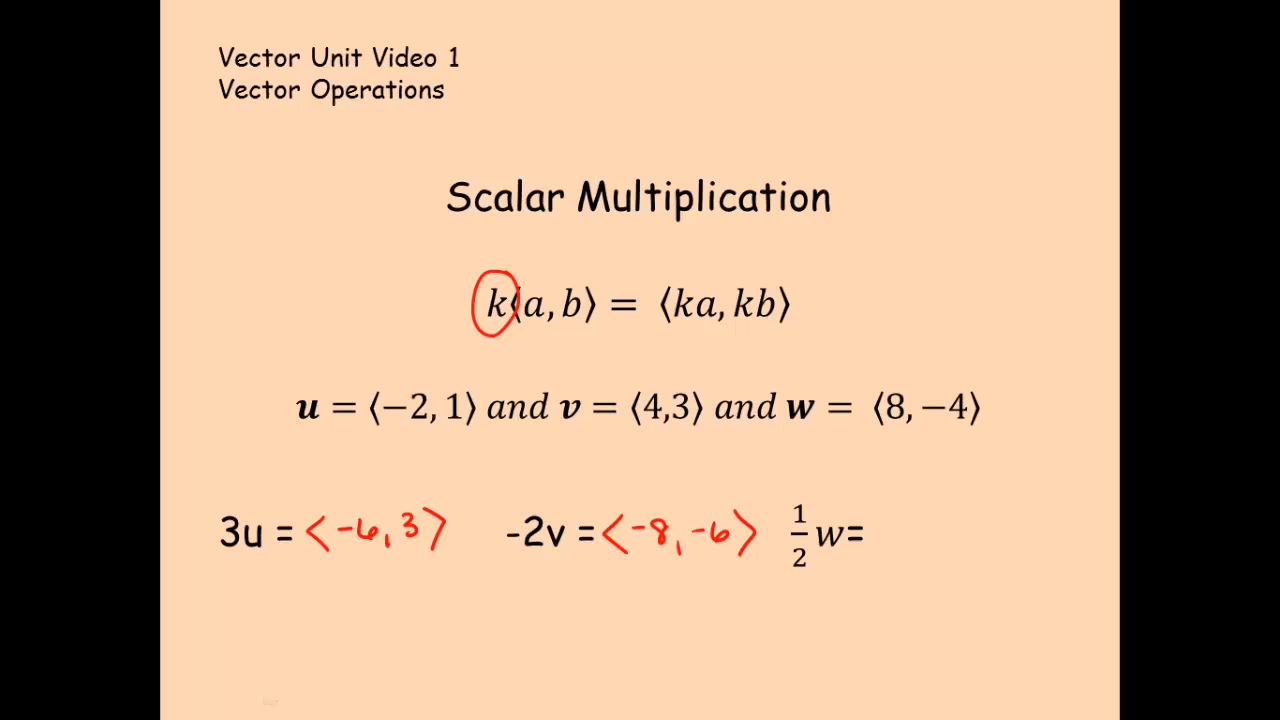 Vector Unit Video 1
Vector Operations
Scalar Multiplication
k⟨a, b⟩ = ⟨ka, kb⟩
u = ⟨−2, 1⟩ and v = ⟨4,3⟩ and w = ⟨8, −4⟩
3u = <-6, 3> -2v = <-8, -6> 1/2 w=